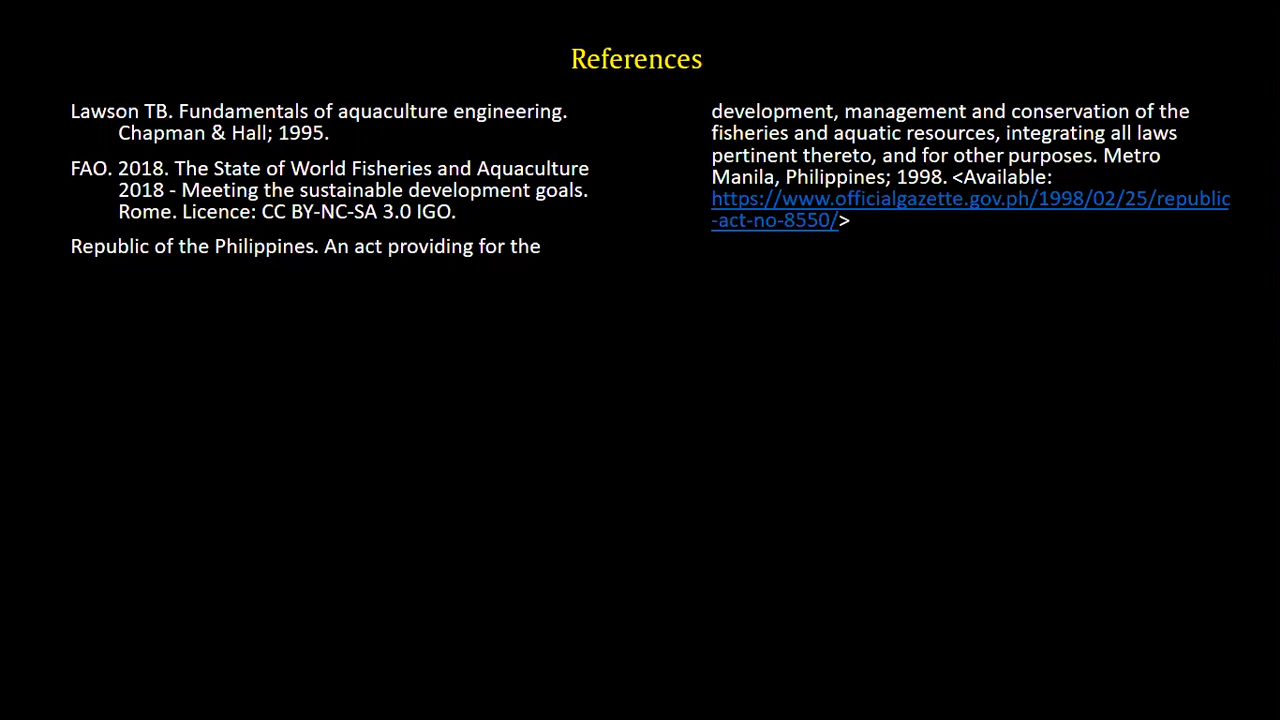 References
Lawson TB. Fundamentals of aquaculture engineering.
Chapman & Hall; 1995.
FAO. 2018. The State of World Fisheries and Aquaculture
2018 - Meeting the sustainable development goals.
Rome. Licence: CC BY-NC-SA 3.0 IGO.
Republic of the Philippines. An act providing for the
development, management and conservation of the
fisheries and aquatic resources, integrating all laws
pertinent thereto, and for other purposes. Metro
Manila, Philippines; 1998. <Available:
https://www.officialgazette.gov.ph/1998/02/25/republic
-act-no-8550/>